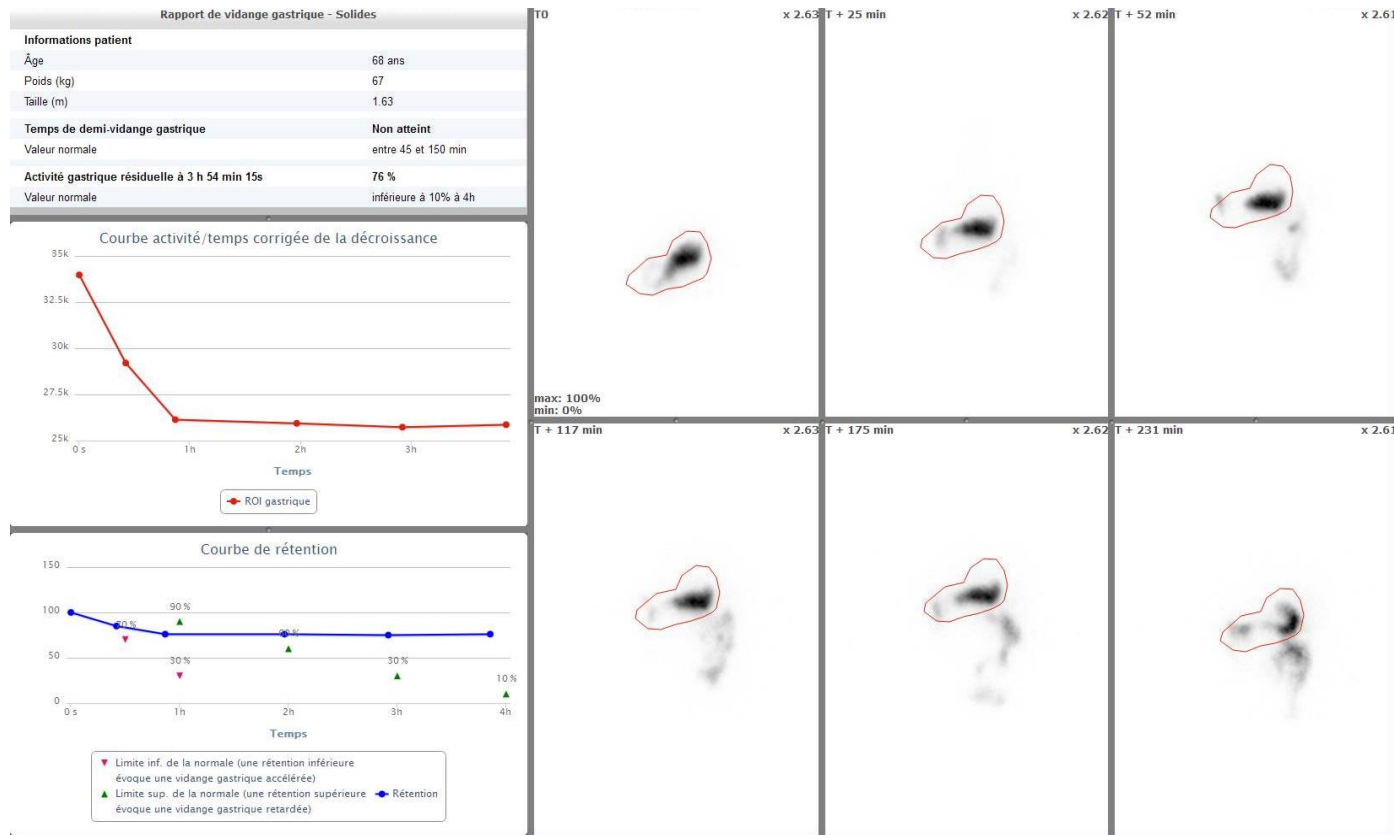 Rapport de vidange gastrique - Solides
Informations patient
Âge 68 ans
Poids (kg) 67
Taille (m) 1.63
Temps de demi-vidange gastrique Non atteint
Valeur normale entre 45 et 150 min
Activité gastrique résiduelle à 3 h 54 min 15s 76 %
Valeur normale inférieure à 10% à 4h
Courbe activité/temps corrigée de la décroissance
35k
32.5k
30k
27.5k
25k
0 s 1h 2h 3h
Temps
ROI gastrique
Courbe de rétention
150
100
50
0
90 %
70 %
30 %
60 %
30 %
10 %
0 s 1h 2h 3h 4h
Temps
Limite inf. de la normale (une rétention inférieure
évoque une vidange gastrique accélérée)
Limite sup. de la normale (une rétention supérieure
évoque une vidange gastrique retardée)
Rétention
T0 x 2.63
T + 25 min x 2.62
T + 52 min x 2.61
max: 100%
min: 0%
T + 117 min x 2.63
T + 175 min x 2.62
T + 231 min x 2.61